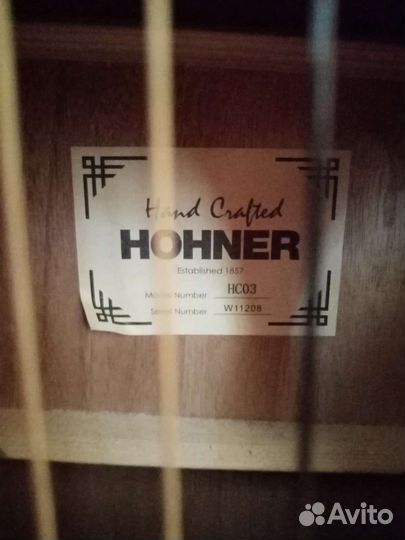 Hand Crafted
HOHNER
Established 1857
Model Number HC03
Serial Number W11208
Avito